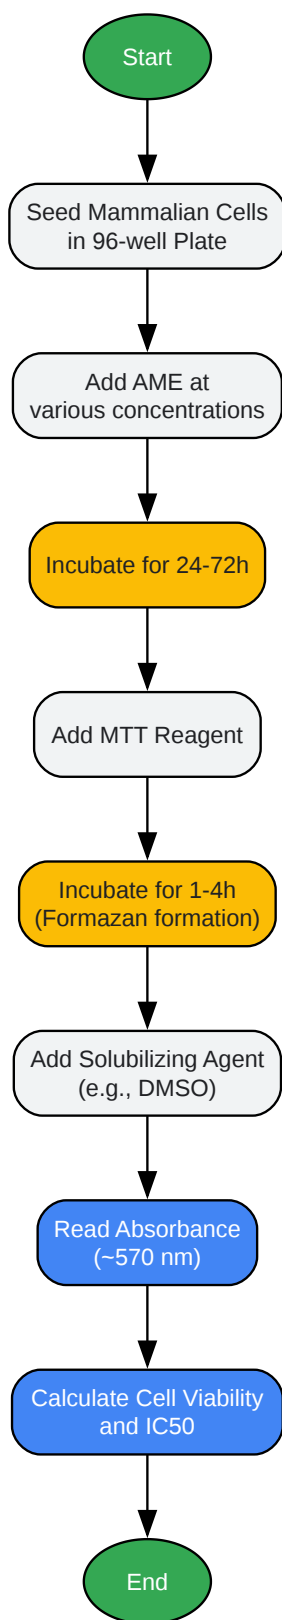 Start
Seed Mammalian Cells
in 96-well Plate
Add AME at
various concentrations
Incubate for 24-72h
Add MTT Reagent
Incubate for 1-4h
(Formazan formation)
Add Solubilizing Agent
(e.g., DMSO)
Read Absorbance
(~570 nm)
Calculate Cell Viability
and IC50
End